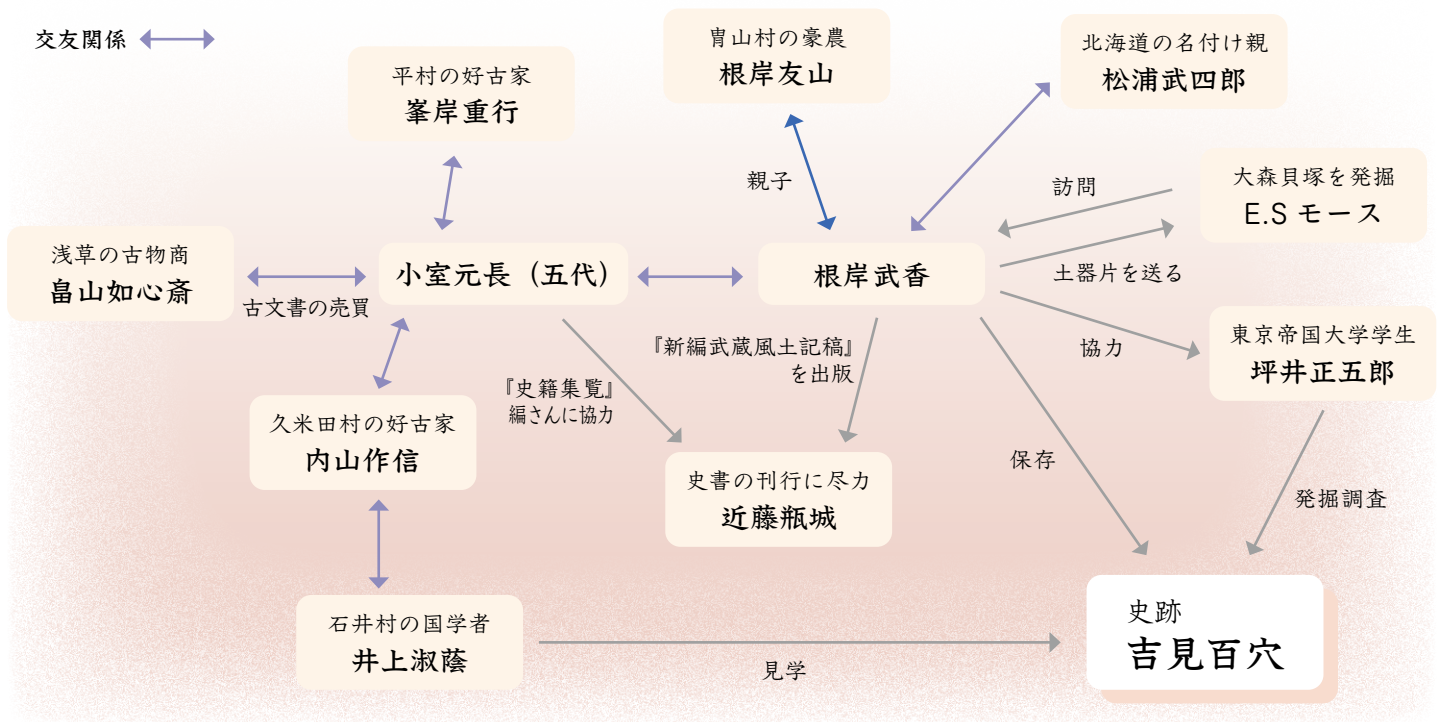 交友関係
平村の好古家
峯岸重行
冑山村の豪農
根岸友山
北海道の名付け親
松浦武四郎
親子
訪問
大森貝塚を発掘
E.S モース
浅草の古物商
畠山如心斎
古文書の売買
小室元長（五代）
根岸武香
土器片を送る
『新編武蔵風土記稿』
を出版
協力
東京帝国大学学生
坪井正五郎
『史籍集覧』
編さんに協力
久米田村の好古家
内山作信
史書の刊行に尽力
近藤瓶城
保存
発掘調査
石井村の国学者
井上淑蔭
見学
史跡
吉見百穴